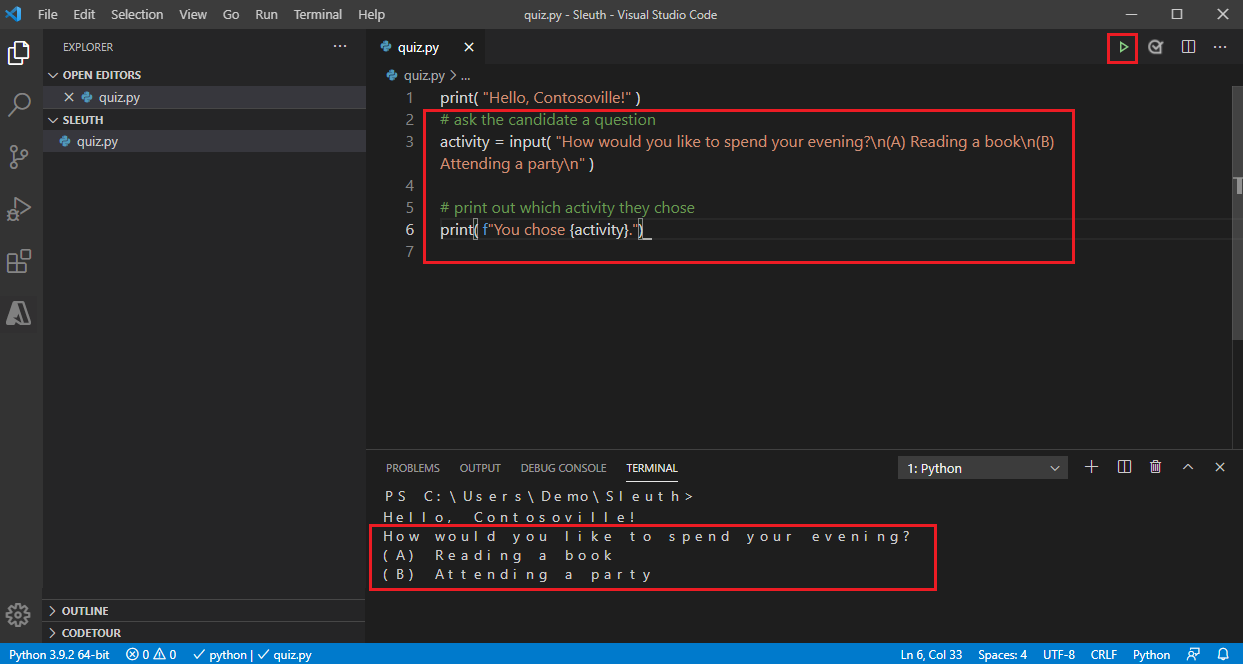 File Edit Selection View Go Run Terminal Help quiz.py - Sleuth - Visual Studio Code
EXPLORER
OPEN EDITORS
quiz.py
SLEUTH
quiz.py
OUTLINE
CODETOUR
quiz.py
quiz.py > ...
1 print( "Hello, Contosoville!" )
2 # ask the candidate a question
3 activity = input( "How would you like to spend your evening?\n(A) Reading a book\n(B)
Attending a party\n" )
4
5 # print out which activity they chose
6 print( f"You chose {activity}.")
7
PROBLEMS OUTPUT DEBUG CONSOLE TERMINAL 1: Python
PS C:\Users\Demo\Sleuth>
Hello, Contosoville!
How would you like to spend your evening?
(A) Reading a book
(B) Attending a party
Python 3.9.2 64-bit 0 0 python | quiz.py Ln 6, Col 33 Spaces: 4 UTF-8 CRLF Python